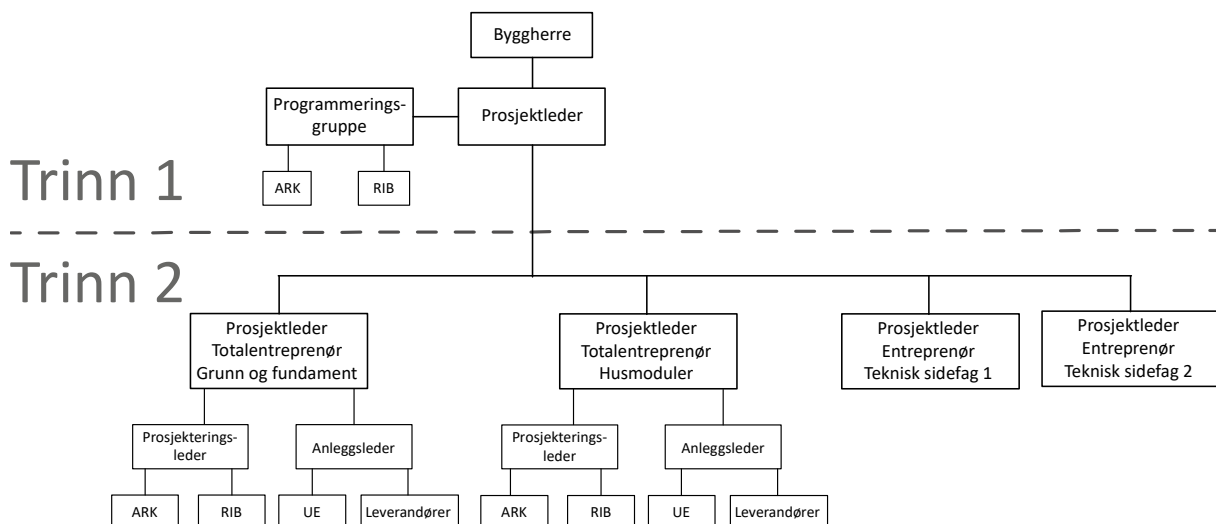 Byggherre
Programmerings-
gruppe
Prosjektleder
ARK
RIB
Trinn 1
Trinn 2
Prosjektleder
Totalentreprenør
Grunn og fundament
Prosjektleder
Totalentreprenør
Husmoduler
Prosjektleder
Entreprenør
Teknisk sidefag 1
Prosjektleder
Entreprenør
Teknisk sidefag 2
Prosjekterings-
leder
Anleggsleder
Prosjekterings-
leder
Anleggsleder
ARK
RIB
UE
Leverandører
ARK
RIB
UE
Leverandører